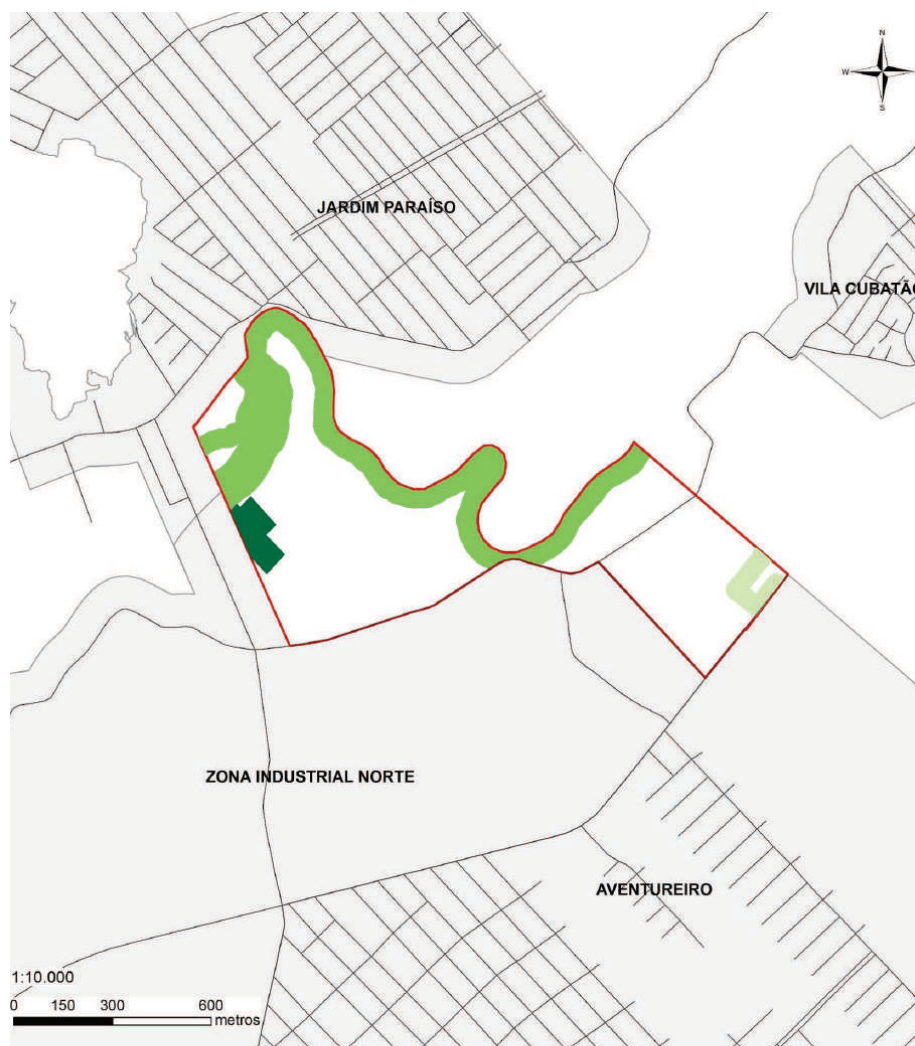 N
W
S
JARDIM PARAÍSO
VILA CUBATÃO
ZONA INDUSTRIAL NORTE
AVENTUREIRO
1:10.000
0 150 300 600
metros